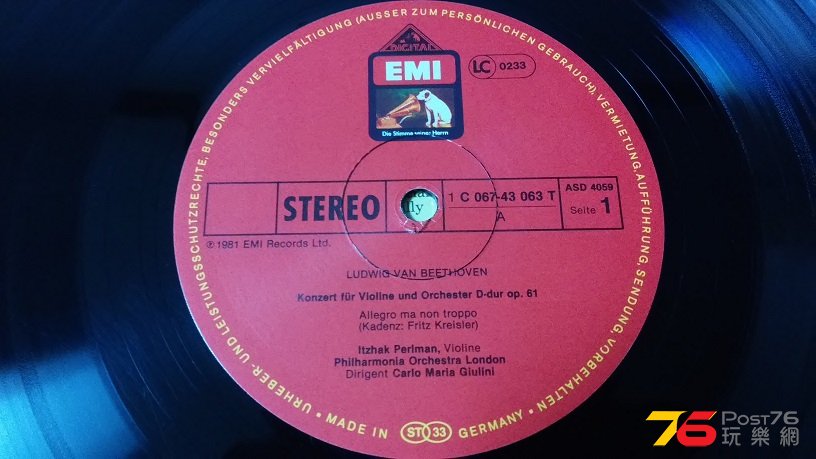 URHEBER- UND LEISTUNGSSCHUTZRECHTE, BESONDERS VERVIELFÄLTIGUNG (AUSSER ZUM PERSÖNLICHEN GEBRAUCH), VERMIETUNG, AUFFÜHRUNG, SENDUNG, VORBEHALTEN
DIGITAL
EMI
LC 0233
Die Stimme seines Herrn
STEREO
lly
1 C 067-43 063 T
A
ASD 4059
Seite 1
℗1981 EMI Records Ltd.
LUDWIG VAN BEETHOVEN
Konzert für Violine und Orchester D-dur op. 61
Allegro ma non troppo
(Kadenz: Fritz Kreisler)
Itzhak Perlman, Violine
Philharmonia Orchestra London
Dirigent Carlo Maria Giulini
• MADE IN ST 33 GERMANY •
76 Post76
玩樂網